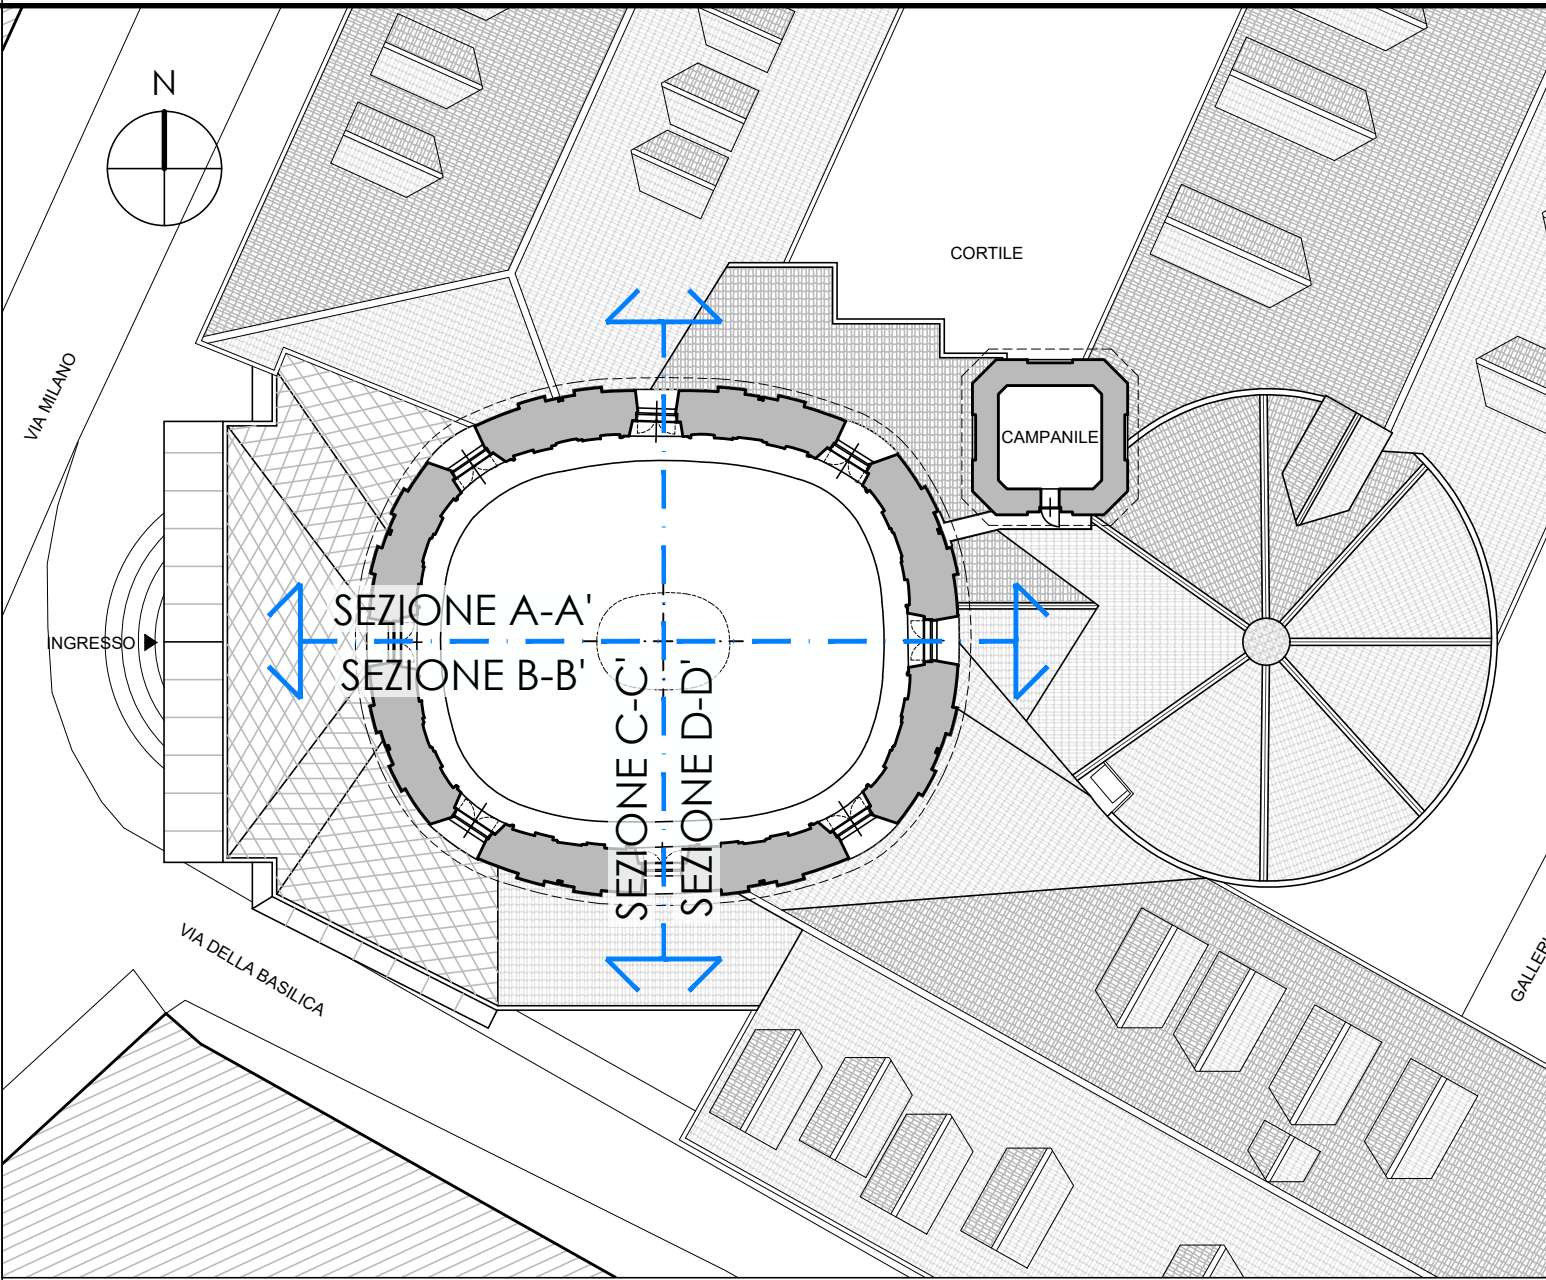 N
CORTILE
VIA MILANO
CAMPANILE
SEZIONE A-A'
INGRESSO
SEZIONE B-B'
SEZIONE C-C'
SEZIONE D-D'
VIA DELLA BASILICA